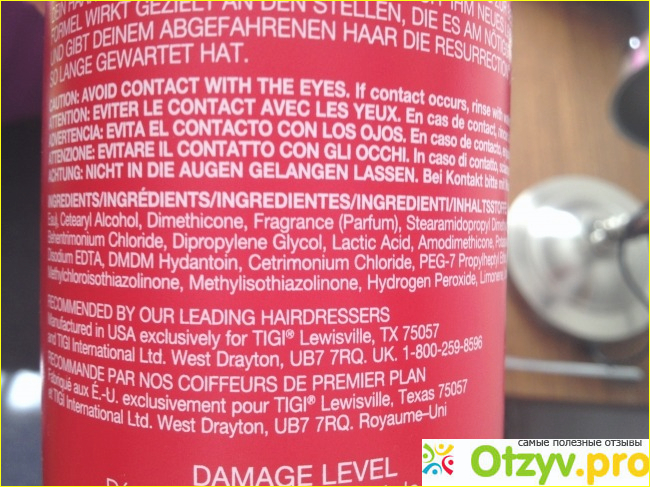 FORMEL WIRKT GEZIELT AN DEN STELLEN, DIE ES AM
UND GIBT DEINEM ABGEFAHRENEN HAAR DIE RESURRECTION
SO LANGE GEWARTET HAT.
CAUTION: AVOID CONTACT WITH THE EYES. If contact occurs, rinse with
ATTENTION: EVITER LE CONTACT AVEC LES YEUX. En cas de contact,
ADVERTENCIA: EVITA EL CONTACTO CON LOS OJOS. En caso de contacto,
ATTENZIONE: EVITARE IL CONTATTO CON GLI OCCHI. In caso di contatto,
ACHTUNG: NICHT IN DIE AUGEN GELANGEN LASSEN. Bei Kontakt bitte mit
INGREDIENTS/INGRÉDIENTS/INGREDIENTES/INGREDIENTI/INHALTSSTOFFE
Eau), Cetearyl Alcohol, Dimethicone, Fragrance (Parfum), Stearamidopropyl
Behentrimonium Chloride, Dipropylene Glycol, Lactic Acid, Amodimethicone,
Disodium EDTA, DMDM Hydantoin, Cetrimonium Chloride, PEG-7 Propylheptyl
Methylchloroisothiazolinone, Methylisothiazolinone, Hydrogen Peroxide, Limonene,
RECOMMENDED BY OUR LEADING HAIRDRESSERS
Manufactured in USA exclusively for TIGI® Lewisville, TX 75057
and TIGI International Ltd. West Drayton, UB7 7RQ. UK. 1-800-259-8596
RECOMMANDE PAR NOS COIFFEURS DE PREMIER PLAN
Fabriqué aux É.-U. exclusivement pour TIGI® Lewisville, Texas 75057
et TIGI International Ltd. West Drayton, UB7 7RQ. Royaume-Uni
DAMAGE LEVEL
самые полезные отзывы
Otzyv.pro